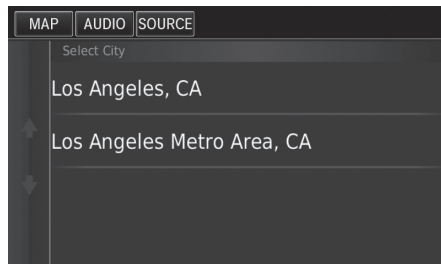 MAP AUDIO SOURCE
Select City
Los Angeles, CA
Los Angeles Metro Area, CA